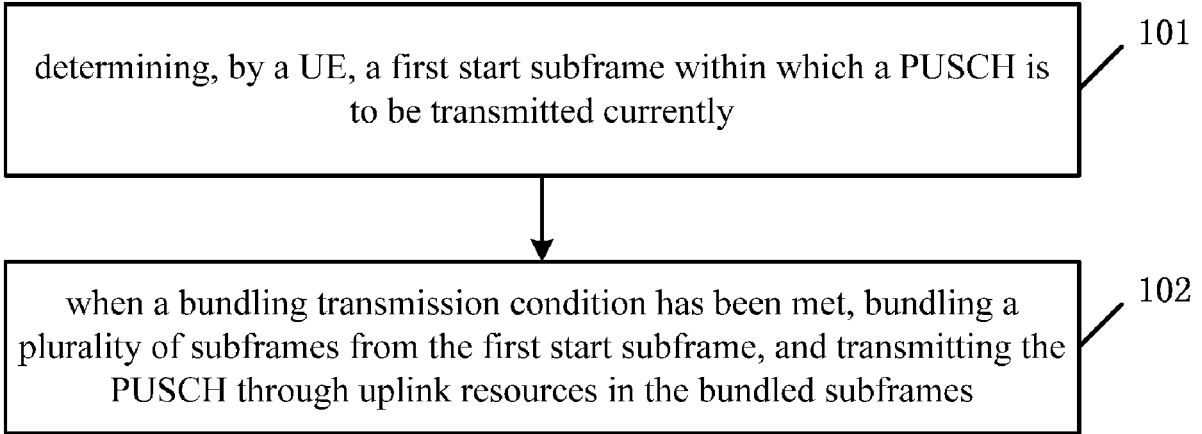 determining, by a UE, a first start subframe within which a PUSCH is
to be transmitted currently
101
when a bundling transmission condition has been met, bundling a
plurality of subframes from the first start subframe, and transmitting the
PUSCH through uplink resources in the bundled subframes
102